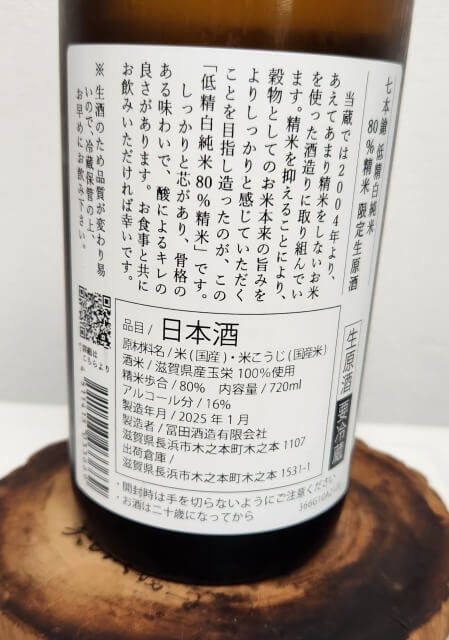 七本鎗 低精白純米
80%精米 限定生原酒
当蔵では2004年より、
あえてあまり精米をしないお米
を使った酒造りに取り組んでい
ます。精米を抑えることにより、
穀物としてのお米本来の旨みを
よりしっかりと感じていただく
ことを目指し造ったのが、この
「低精白純米80%精米」です。
しっかりと芯があり、骨格の
ある味わいで、酸によるキレの
良さがあります。お食事と共に
お飲みいただければ幸いです。
※生酒のため品質が変わり易
いので、冷蔵保管の上、
お早めにお飲み下さい。
詳細は
こちらより
品目/日本酒
原材料名/米(国産)・米こうじ(国産米)
酒米/滋賀県産玉栄100%使用
精米歩合/80% 内容量/720ml
アルコール分/16%
製造年月/2025年1月
製造者/冨田酒造有限会社
滋賀県長浜市木之本町木之本1107
出荷倉庫/
滋賀県長浜市木之本町木之本1531-1
生原酒
要冷蔵
・開封時は手を切らないようにご注意ください
・お酒は二十歳になってから